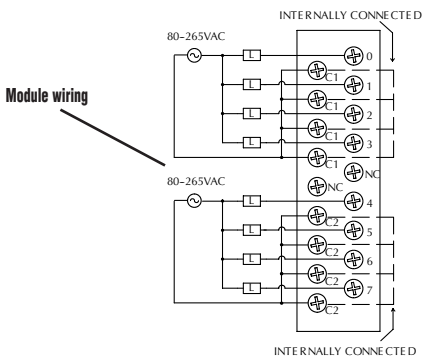 INTERNALLY CONNECTED
80-265VAC
L
0
C1
L
1
C1
Module wiring
L
2
C1
L
3
C1
NC
80-265VAC
NC
L
4
C2
L
5
C2
L
6
C2
L
7
C2
INTERNALLY CONNECTED